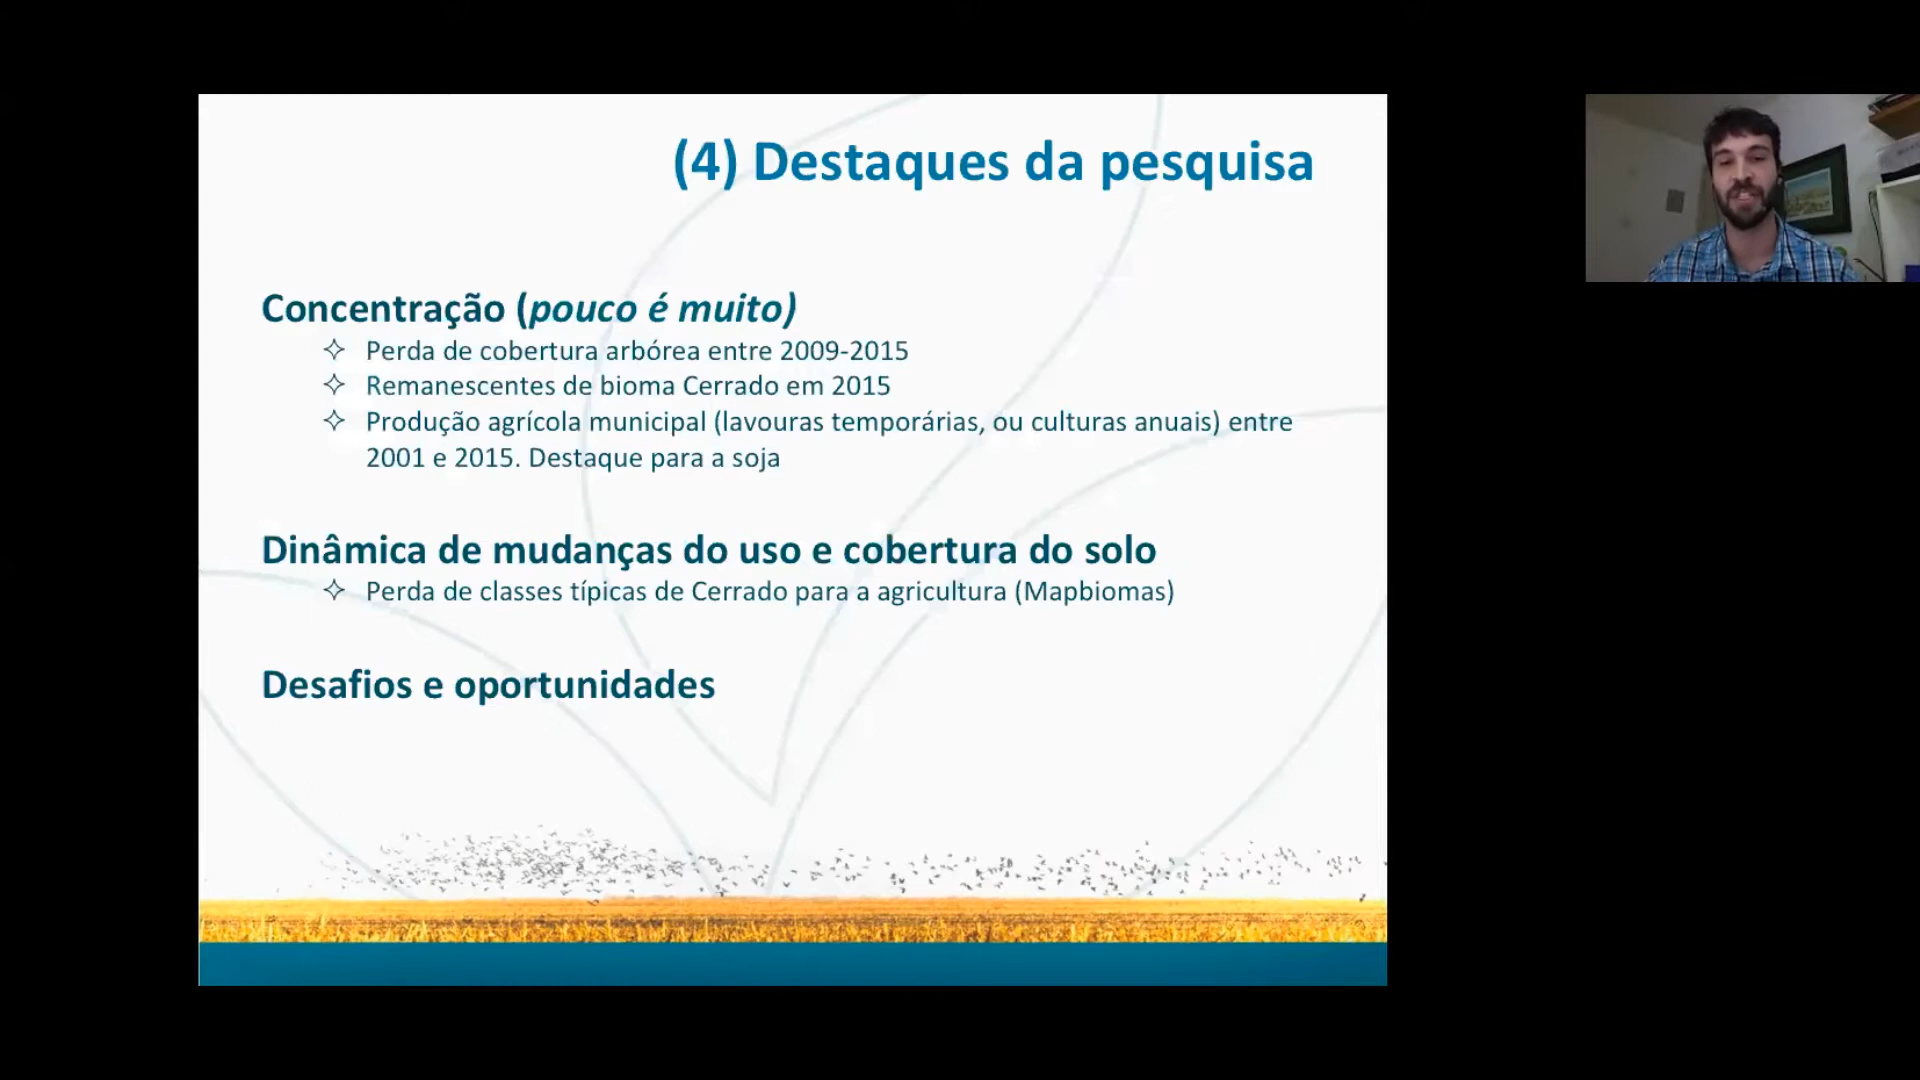 (4) Destaques da pesquisa
Concentração (pouco é muito)
Perda de cobertura arbórea entre 2009-2015
Remanescentes de bioma Cerrado em 2015
Produção agrícola municipal (lavouras temporárias, ou culturas anuais) entre
2001 e 2015. Destaque para a soja
Dinâmica de mudanças do uso e cobertura do solo
Perda de classes típicas de Cerrado para a agricultura (Mapbiomas)
Desafios e oportunidades